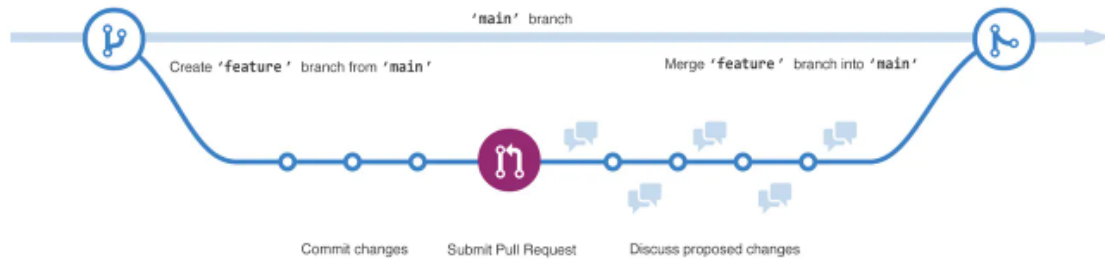 ‘main’ branch
Create ‘feature’ branch from ‘main’
Merge ‘feature’ branch into ‘main‘
Commit changes
Submit Pull Request
Discuss proposed changes